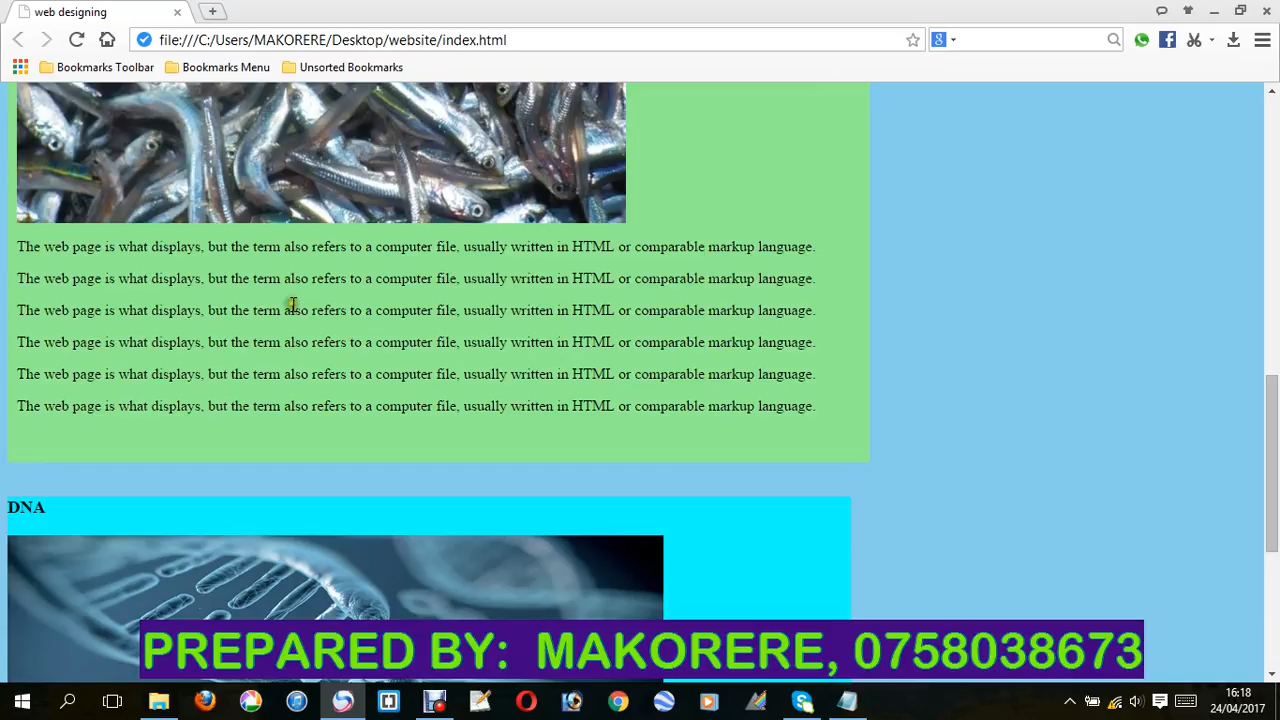 web designing
file:///C:/Users/MAKORERE/Desktop/website/index.html
Bookmarks Toolbar Bookmarks Menu Unsorted Bookmarks
The web page is what displays, but the term also refers to a computer file, usually written in HTML or comparable markup language.
The web page is what displays, but the term also refers to a computer file, usually written in HTML or comparable markup language.
The web page is what displays, but the term also refers to a computer file, usually written in HTML or comparable markup language.
The web page is what displays, but the term also refers to a computer file, usually written in HTML or comparable markup language.
The web page is what displays, but the term also refers to a computer file, usually written in HTML or comparable markup language.
The web page is what displays, but the term also refers to a computer file, usually written in HTML or comparable markup language.
DNA
PREPARED BY: MAKORERE, 0758038673
16:18
24/04/2017